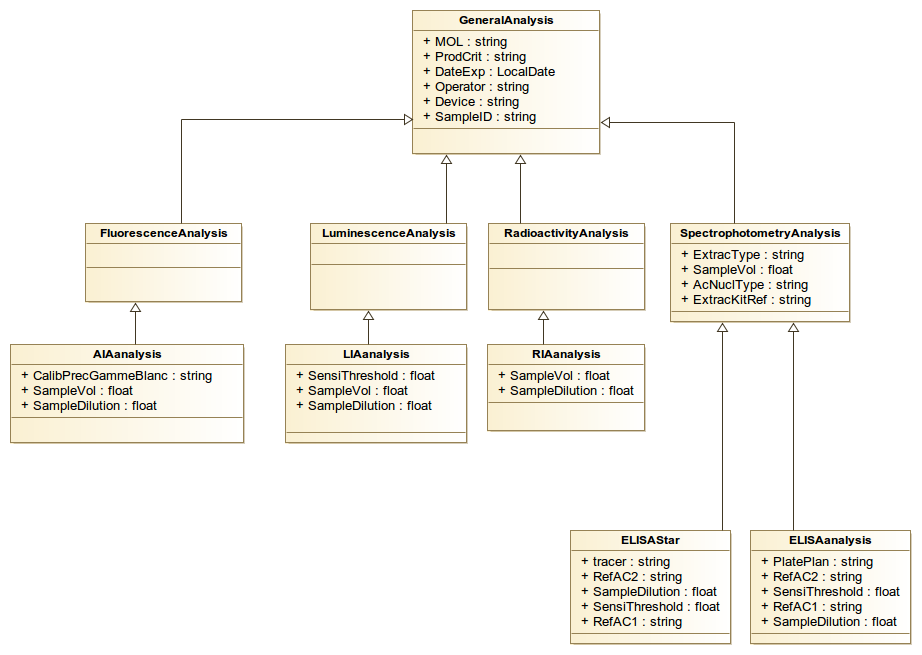 GeneralAnalysis
+ MOL : string
+ ProdCrit : string
+ DateExp : LocalDate
+ Operator : string
+ Device : string
+ SampleID : string
FluorescenceAnalysis
LuminescenceAnalysis
RadioactivityAnalysis
SpectrophotometryAnalysis
+ ExtracType : string
+ SampleVol : float
+ AcNuclType : string
+ ExtracKitRef : string
AIAanalysis
+ CalibPrecGammeBlanc : string
+ SampleVol : float
+ SampleDilution : float
LIAanalysis
+ SensiThreshold : float
+ SampleVol : float
+ SampleDilution : float
RIAanalysis
+ SampleVol : float
+ SampleDilution : float
ELISAStar
+ tracer : string
+ RefAC2 : string
+ SampleDilution : float
+ SensiThreshold : float
+ RefAC1 : string
ELISAanalysis
+ PlatePlan : string
+ RefAC2 : string
+ SensiThreshold : float
+ RefAC1 : string
+ SampleDilution : float